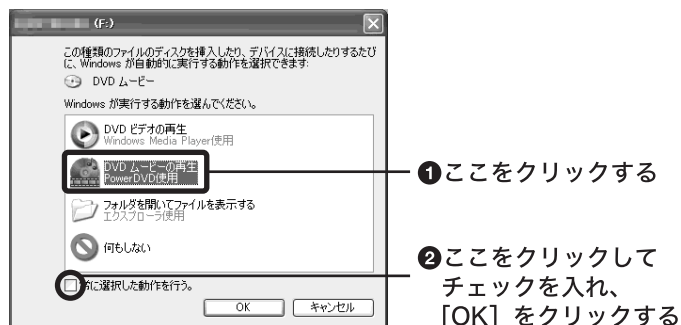 (F:)
この種類のファイルのディスクを挿入したり、デバイスに接続したりするたび
に、Windows が自動的に実行する動作を選択できます:
DVD ムービー
Windows が実行する動作を選んでください。
DVD ビデオの再生
Windows Media Player使用
DVD ムービーの再生
PowerDVD使用
フォルダを開いてファイルを表示する
エクスプローラ使用
何もしない
常に選択した動作を行う。
OK キャンセル
❶ここをクリックする
❷ここをクリックして
チェックを入れ、
［OK］をクリックする